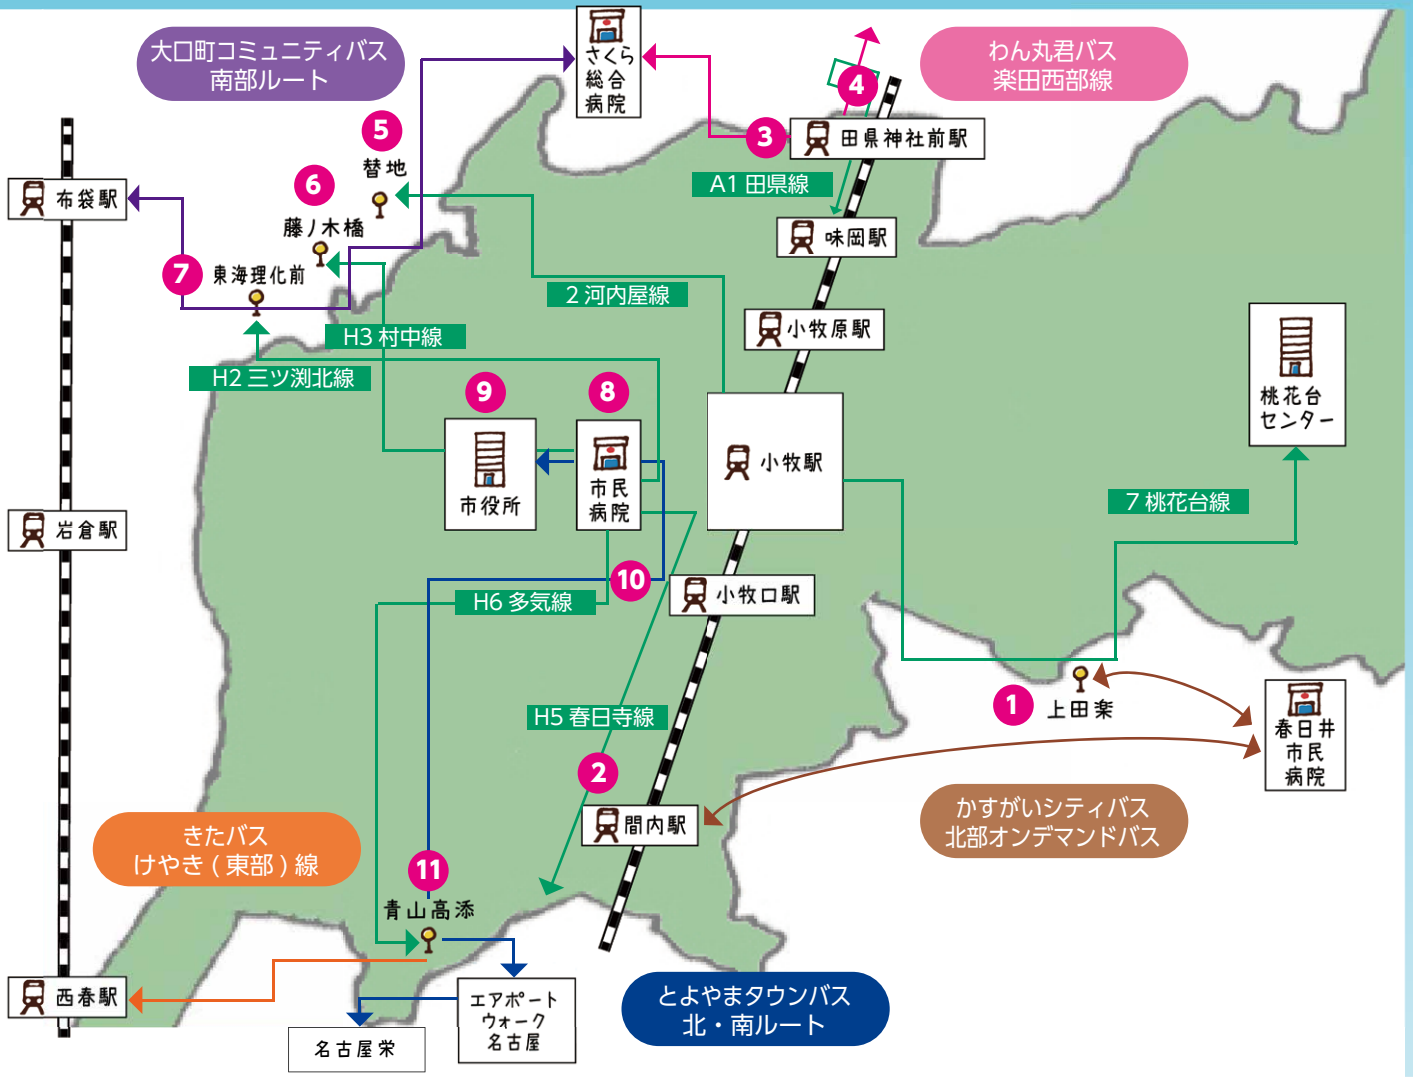 大口町コミュニティバス
南部ルート
さくら
総合
病院
わん丸君バス
楽田西部線
4
5
3
田県神社前駅
替地
A1 田県線
6
布袋駅
藤ノ木橋
味岡駅
7
東海理化前
2 河内屋線
小牧原駅
H3 村中線
H2 三ツ渕北線
9
8
桃花台
センター
小牧駅
市役所
市民
病院
7 桃花台線
岩倉駅
10
小牧口駅
H6 多気線
1
上田楽
H5 春日寺線
春日井
市民
病院
2
間内駅
かすがいシティバス
北部オンデマンドバス
きたバス
けやき(東部)線
11
青山高添
西春駅
エアポート
ウォーク
名古屋
とよやまタウンバス
北・南ルート
名古屋栄